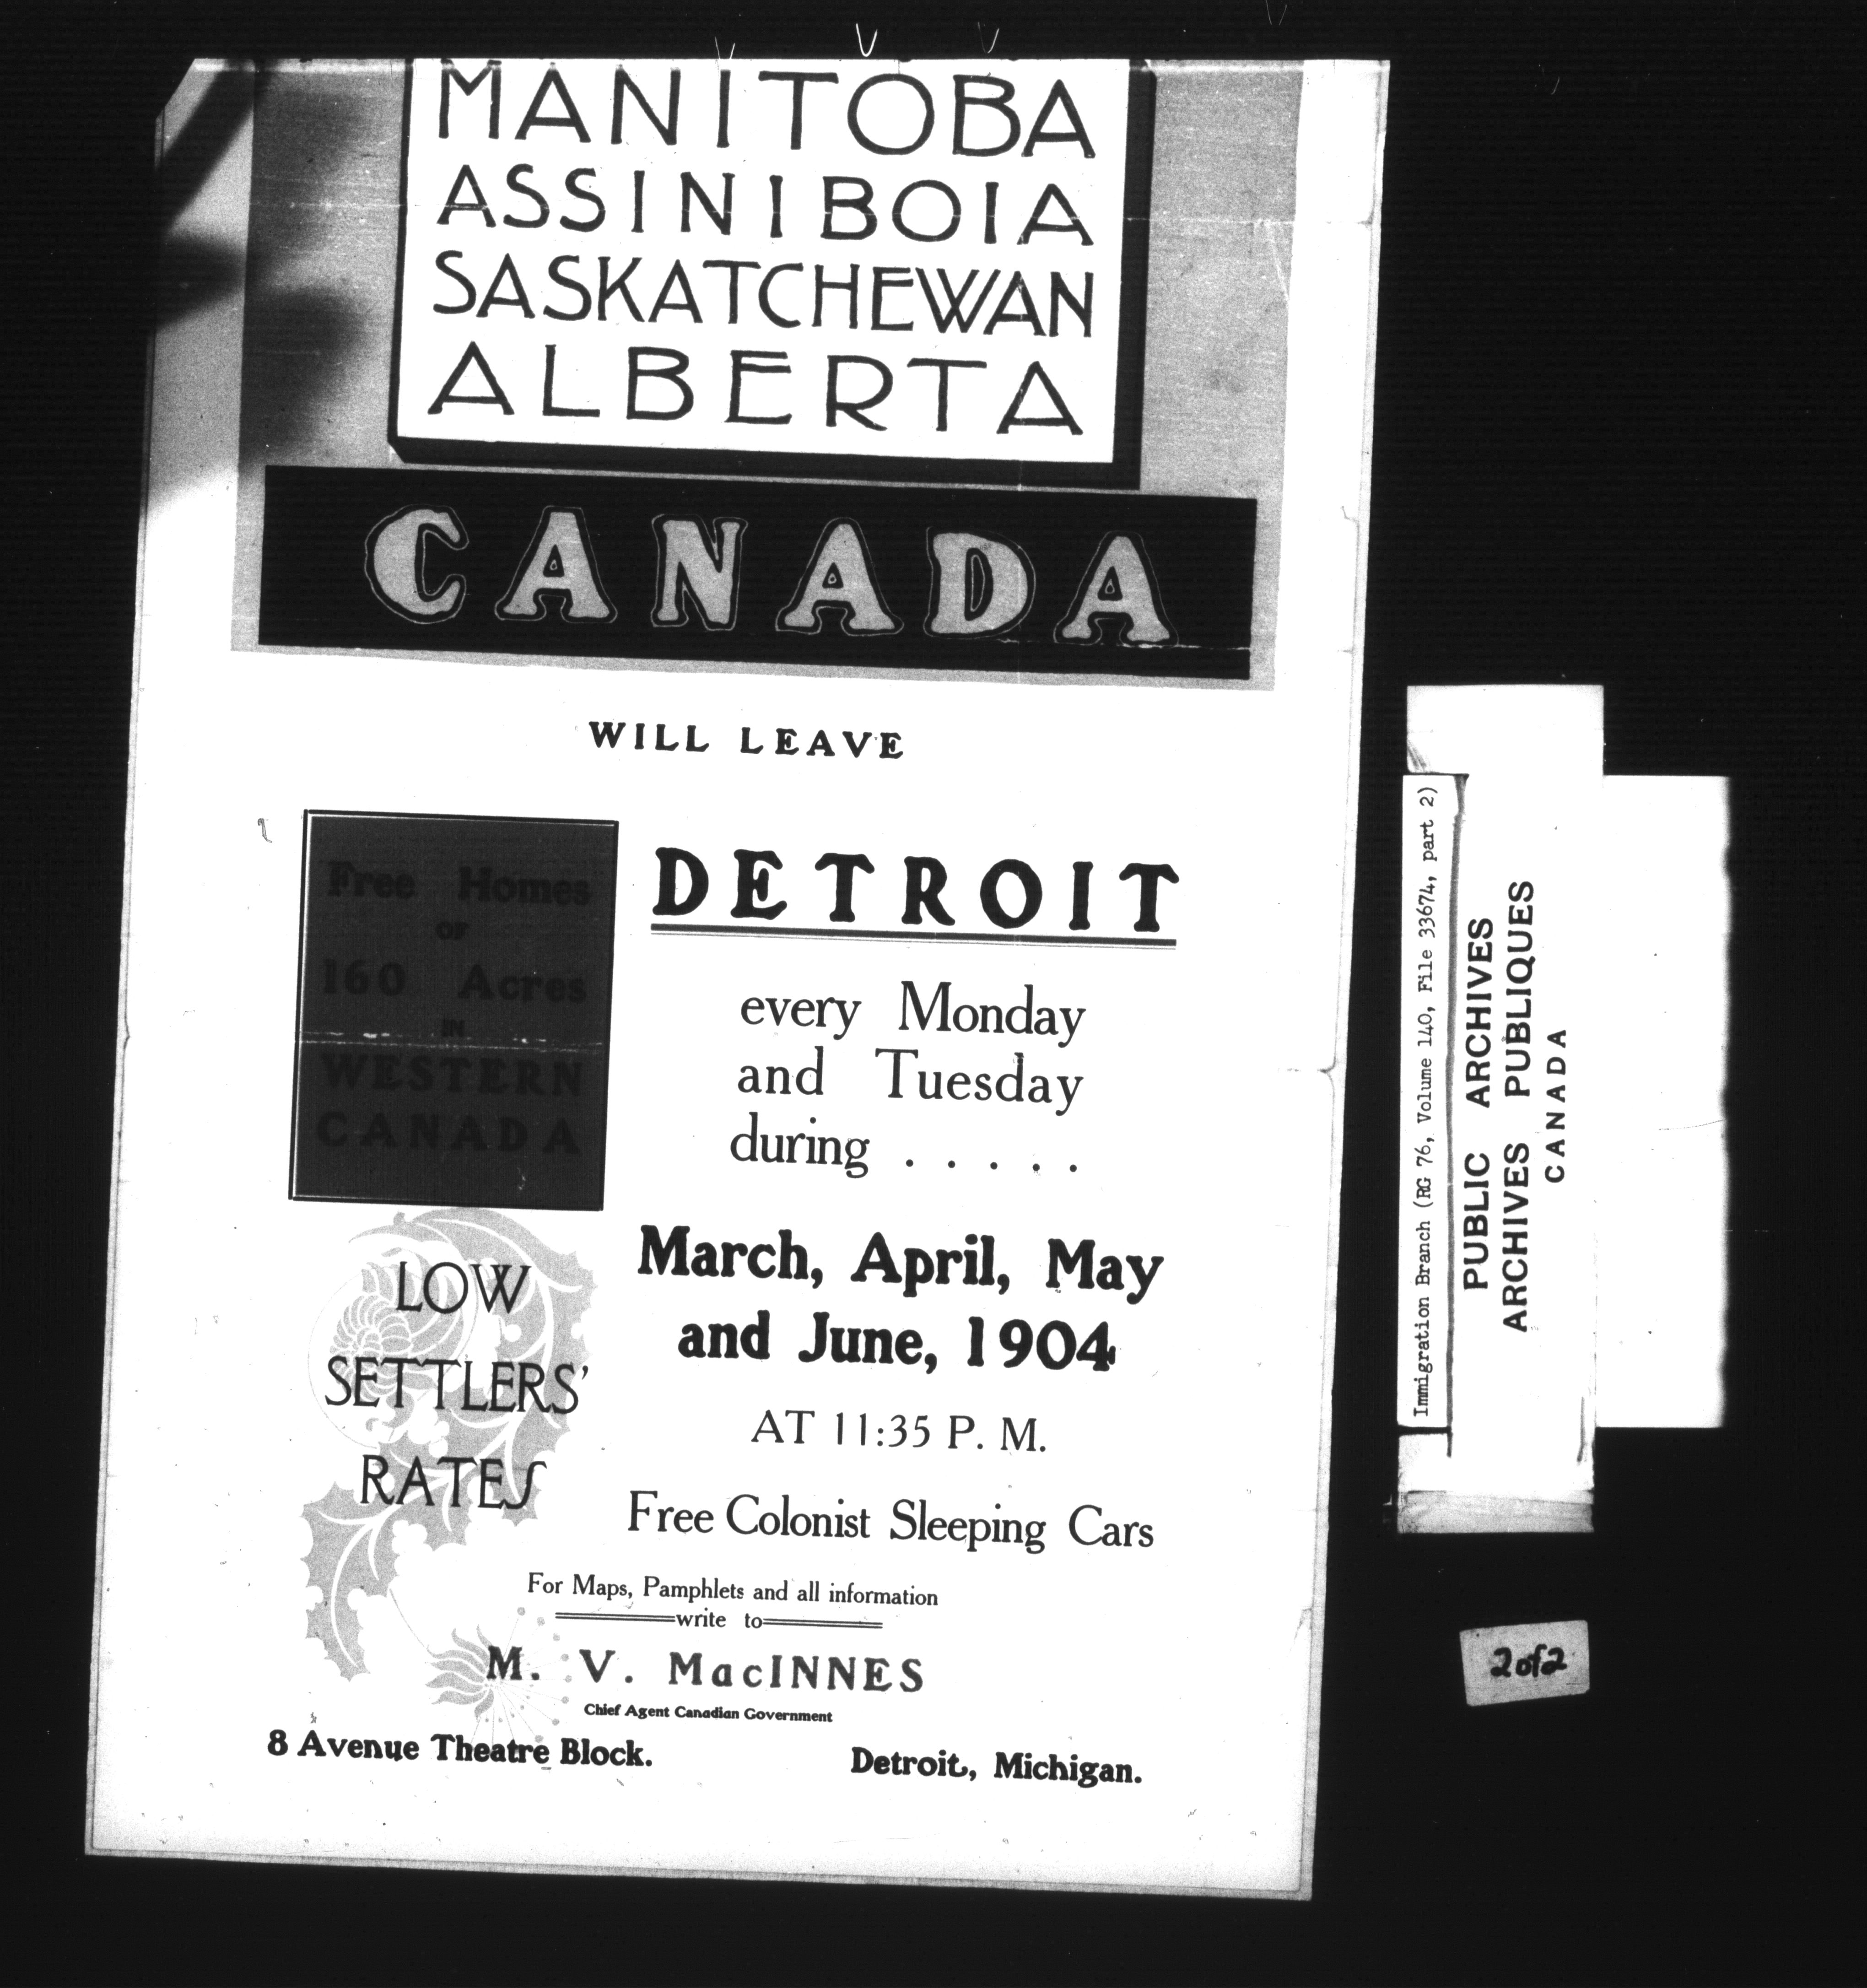 MANITOBA
ASSINIBOIA
SASKATCHEWAN
ALBERTA
CANADA
WILL LEAVE
Free Homes
OF
160 Acres
IN
WESTERN
CANADA
DETROIT
every Monday
and Tuesday
during . . . . .
March, April, May
and June, 1904
AT 11:35 P. M.
LOW
SETTLERS'
RATES
Free Colonist Sleeping Cars
For Maps, Pamphlets and all information
write to
M. V. MacINNES
Chief Agent Canadian Government
8 Avenue Theatre Block. Detroit, Michigan.
Immigration Branch (RG 76, Volume 140, File 33674, part 2)
PUBLIC ARCHIVES
ARCHIVES PUBLIQUES
CANADA
2 of 2